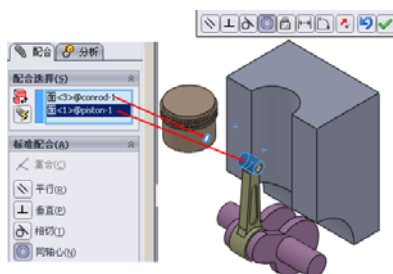 配合 分析
配合选择(S)
面<3>@conrod-1
面<1>@piston-1
标准配合(A)
重合(C)
平行(R)
垂直(P)
相切(T)
同轴心(N)